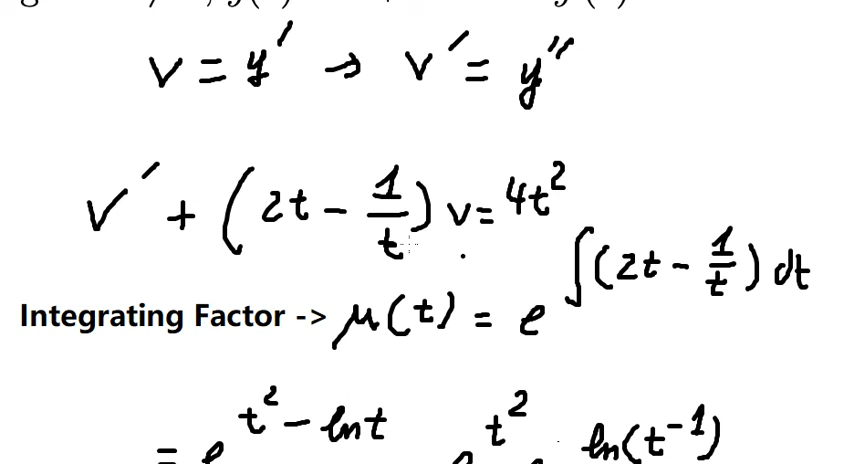 v = y' → v' = y''
v' + (2t - 1/t) v = 4t²
Integrating Factor -> μ(t) = e^∫(2t - 1/t) dt
= e^(t² - ln t) e^(t²) · e^(ln(t⁻¹))